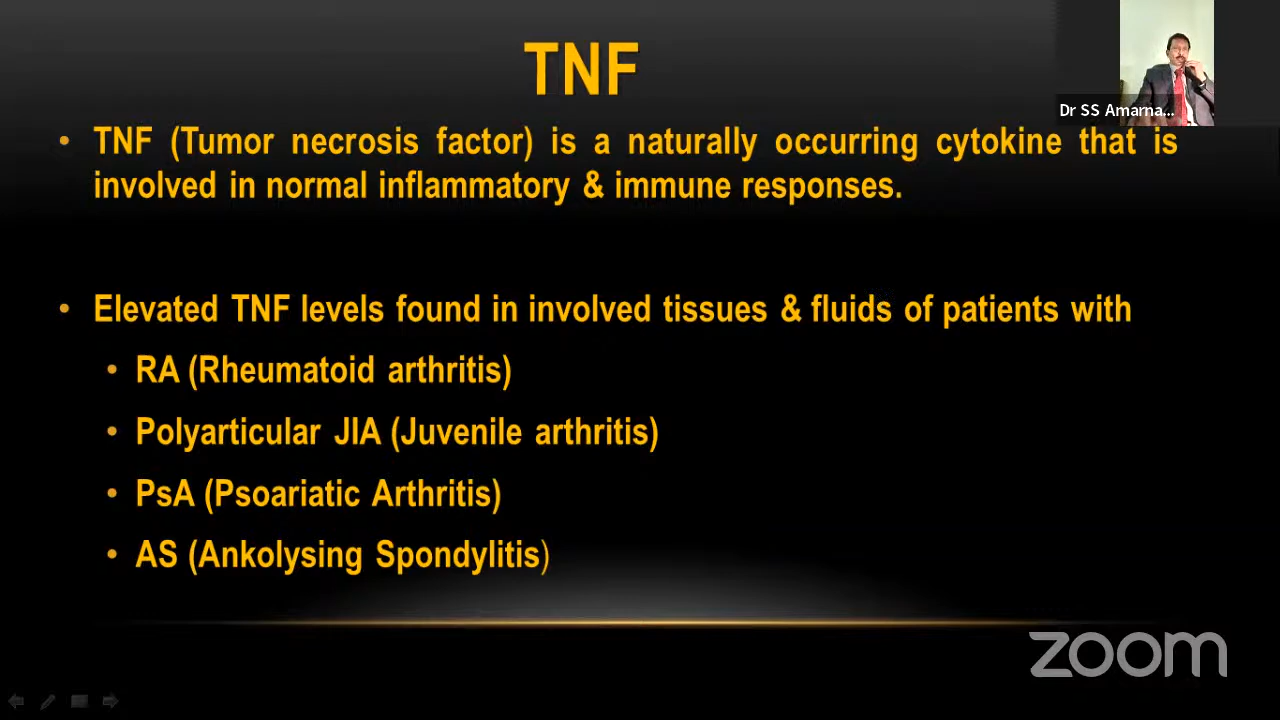 TNF
Dr SS Amarna...
• TNF (Tumor necrosis factor) is a naturally occurring cytokine that is
involved in normal inflammatory & immune responses.
• Elevated TNF levels found in involved tissues & fluids of patients with
• RA (Rheumatoid arthritis)
• Polyarticular JIA (Juvenile arthritis)
• PsA (Psoariatic Arthritis)
• AS (Ankolysing Spondylitis)
zoom